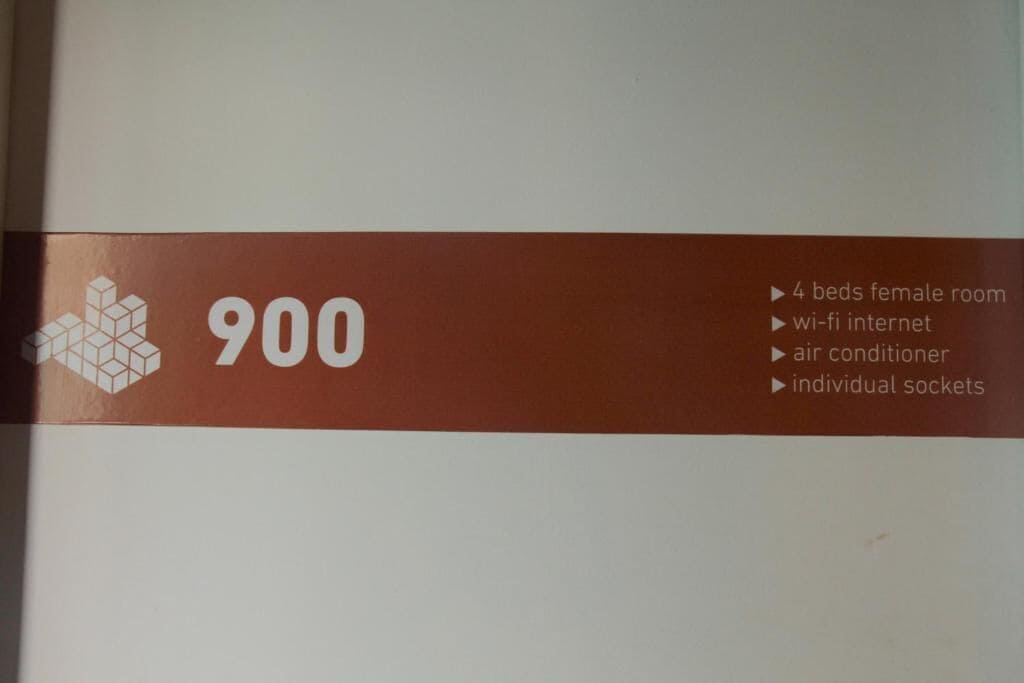 900
4 beds female room
wi-fi internet
air conditioner
individual sockets